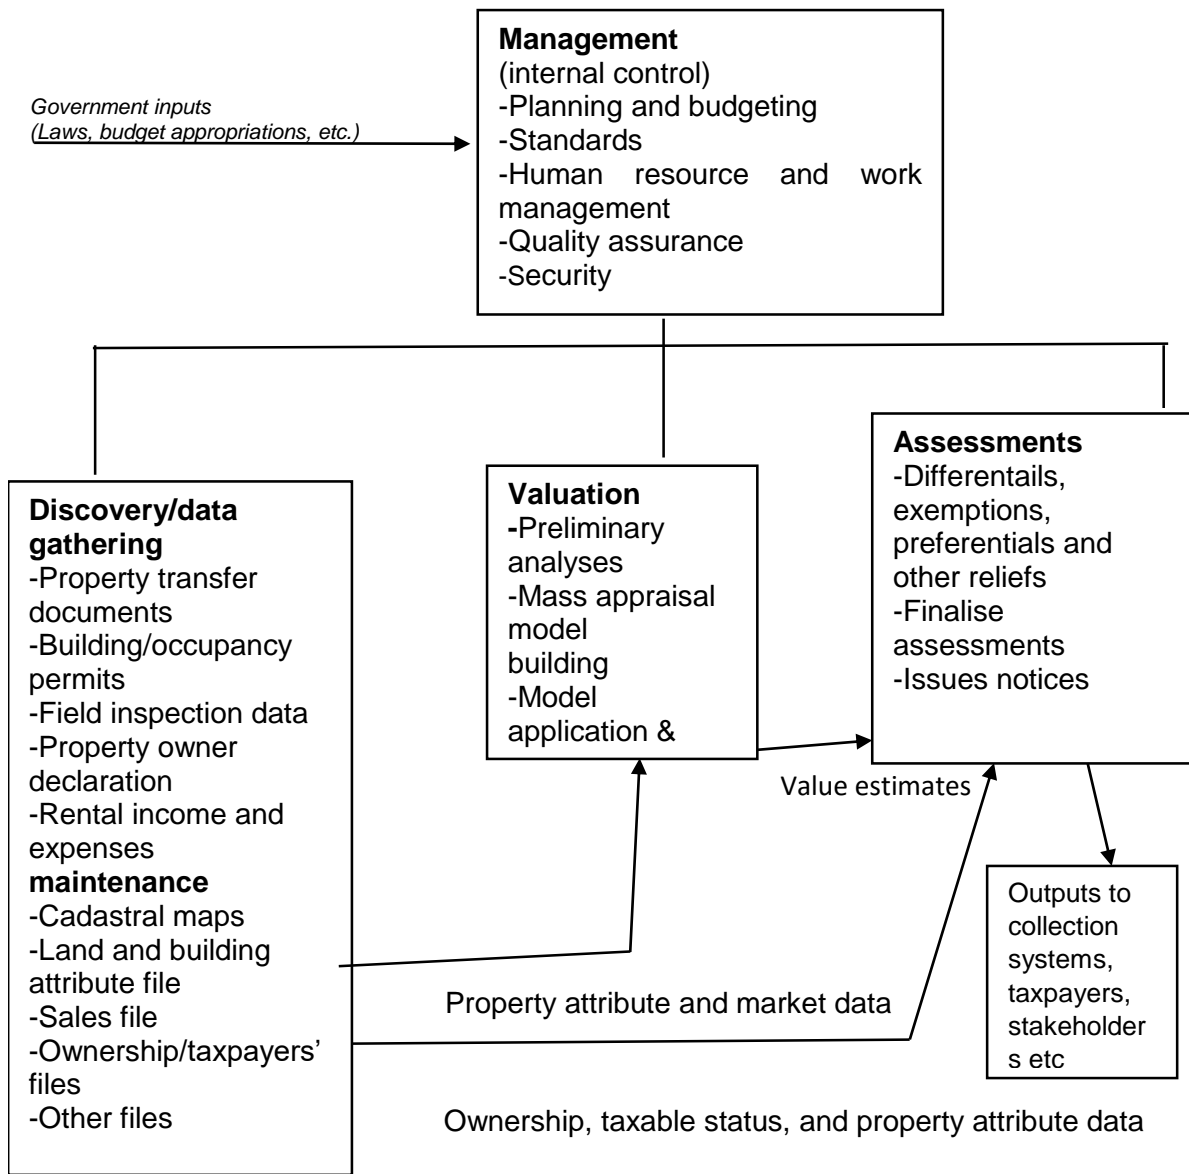 Management
(internal control)
-Planning and budgeting
-Standards
-Human resource and work
management
-Quality assurance
-Security
Government inputs
(Laws, budget appropriations, etc.)
Discovery/data
gathering
-Property transfer
documents
-Building/occupancy
permits
-Field inspection data
-Property owner
declaration
-Rental income and
expenses
maintenance
-Cadastral maps
-Land and building
attribute file
-Sales file
-Ownership/taxpayers’
files
-Other files
Valuation
-Preliminary
analyses
-Mass appraisal
model
building
-Model
application &
Assessments
-Differentails,
exemptions,
preferentials and
other reliefs
-Finalise
assessments
-Issues notices
Value estimates
Outputs to
collection
systems,
taxpayers,
stakeholder
s etc
Property attribute and market data
Ownership, taxable status, and property attribute data